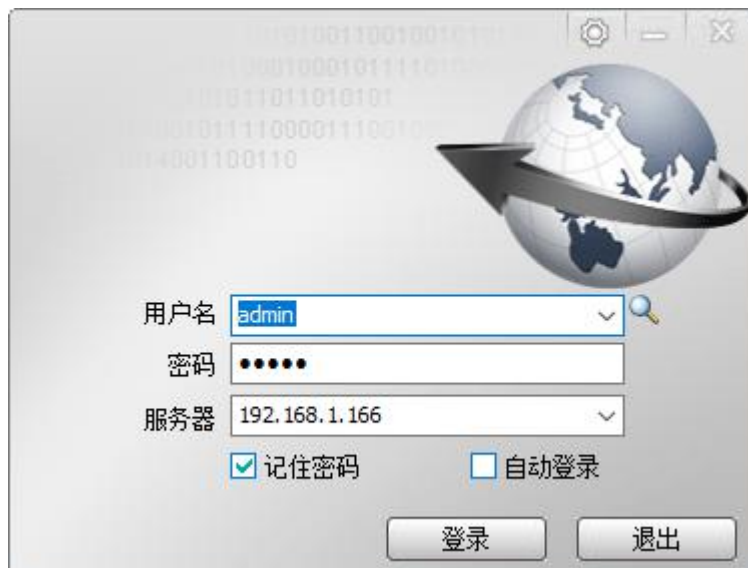 用户名 admin
密码 •••••
服务器 192.168.1.166
记住密码 自动登录
登录 退出